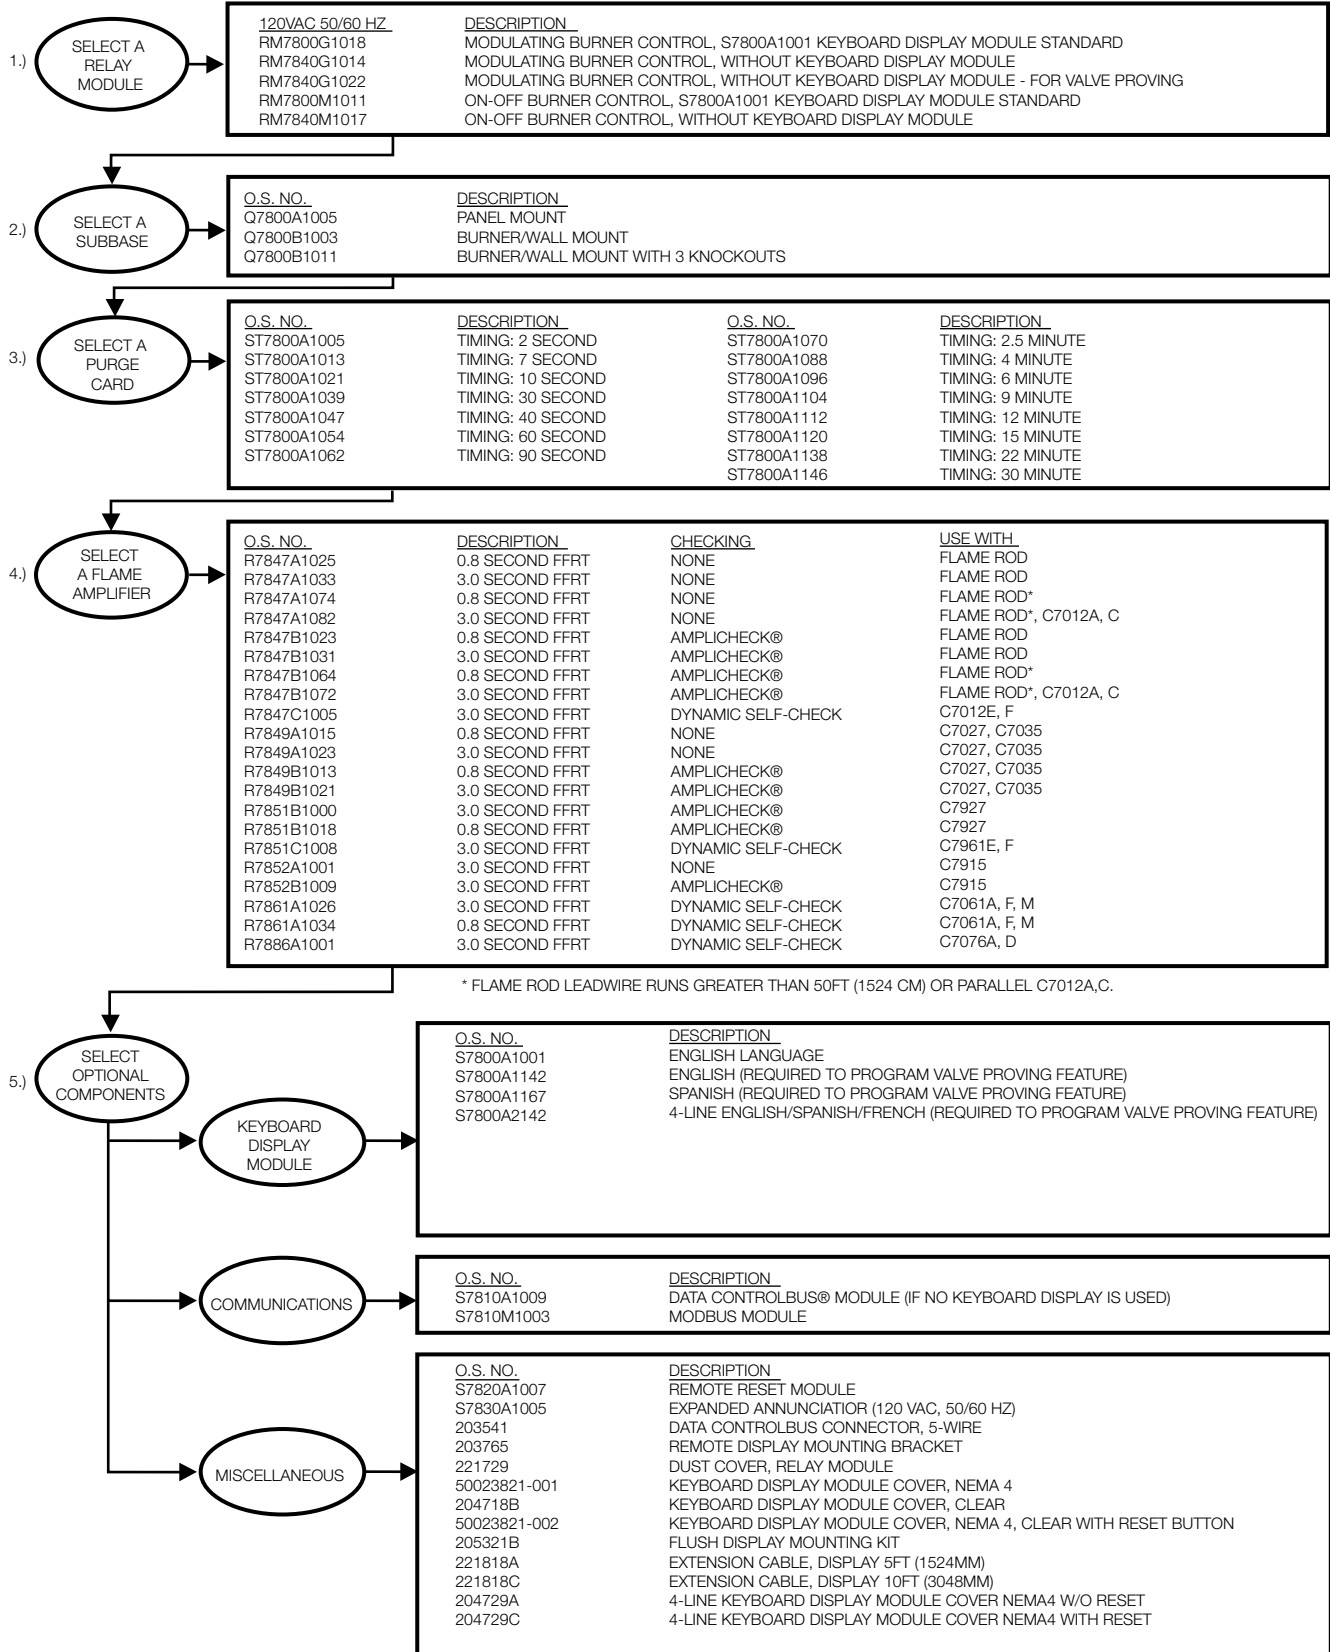 1.) SELECT A
RELAY
MODULE
120VAC 50/60 HZ DESCRIPTION
RM7800G1018 MODULATING BURNER CONTROL, S7800A1001 KEYBOARD DISPLAY MODULE STANDARD
RM7840G1014 MODULATING BURNER CONTROL, WITHOUT KEYBOARD DISPLAY MODULE
RM7840G1022 MODULATING BURNER CONTROL, WITHOUT KEYBOARD DISPLAY MODULE - FOR VALVE PROVING
RM7800M1011 ON-OFF BURNER CONTROL, S7800A1001 KEYBOARD DISPLAY MODULE STANDARD
RM7840M1017 ON-OFF BURNER CONTROL, WITHOUT KEYBOARD DISPLAY MODULE
2.) SELECT A
SUBBASE
O.S. NO. DESCRIPTION
Q7800A1005 PANEL MOUNT
Q7800B1003 BURNER/WALL MOUNT
Q7800B1011 BURNER/WALL MOUNT WITH 3 KNOCKOUTS
3.) SELECT A
PURGE
CARD
O.S. NO. DESCRIPTION O.S. NO. DESCRIPTION
ST7800A1005 TIMING: 2 SECOND ST7800A1070 TIMING: 2.5 MINUTE
ST7800A1013 TIMING: 7 SECOND ST7800A1088 TIMING: 4 MINUTE
ST7800A1021 TIMING: 10 SECOND ST7800A1096 TIMING: 6 MINUTE
ST7800A1039 TIMING: 30 SECOND ST7800A1104 TIMING: 9 MINUTE
ST7800A1047 TIMING: 40 SECOND ST7800A1112 TIMING: 12 MINUTE
ST7800A1054 TIMING: 60 SECOND ST7800A1120 TIMING: 15 MINUTE
ST7800A1062 TIMING: 90 SECOND ST7800A1138 TIMING: 22 MINUTE
ST7800A1146 TIMING: 30 MINUTE
4.) SELECT
A FLAME
AMPLIFIER
O.S. NO. DESCRIPTION CHECKING USE WITH
R7847A1025 0.8 SECOND FFRT NONE FLAME ROD
R7847A1033 3.0 SECOND FFRT NONE FLAME ROD
R7847A1074 0.8 SECOND FFRT NONE FLAME ROD*
R7847A1082 3.0 SECOND FFRT NONE FLAME ROD*, C7012A, C
R7847B1023 0.8 SECOND FFRT AMPLICHECK® FLAME ROD
R7847B1031 3.0 SECOND FFRT AMPLICHECK® FLAME ROD
R7847B1064 0.8 SECOND FFRT AMPLICHECK® FLAME ROD*
R7847B1072 3.0 SECOND FFRT AMPLICHECK® FLAME ROD*, C7012A, C
R7847C1005 3.0 SECOND FFRT DYNAMIC SELF-CHECK C7012E, F
R7849A1015 0.8 SECOND FFRT NONE C7027, C7035
R7849A1023 3.0 SECOND FFRT NONE C7027, C7035
R7849B1013 0.8 SECOND FFRT AMPLICHECK® C7027, C7035
R7849B1021 3.0 SECOND FFRT AMPLICHECK® C7027, C7035
R7851B1000 3.0 SECOND FFRT AMPLICHECK® C7927
R7851B1018 0.8 SECOND FFRT AMPLICHECK® C7927
R7851C1008 3.0 SECOND FFRT DYNAMIC SELF-CHECK C7961E, F
R7852A1001 3.0 SECOND FFRT NONE C7915
R7852B1009 3.0 SECOND FFRT AMPLICHECK® C7915
R7861A1026 3.0 SECOND FFRT DYNAMIC SELF-CHECK C7061A, F, M
R7861A1034 0.8 SECOND FFRT DYNAMIC SELF-CHECK C7061A, F, M
R7886A1001 3.0 SECOND FFRT DYNAMIC SELF-CHECK C7076A, D
* FLAME ROD LEADWIRE RUNS GREATER THAN 50FT (1524 CM) OR PARALLEL C7012A,C.
5.) SELECT
OPTIONAL
COMPONENTS
KEYBOARD
DISPLAY
MODULE
O.S. NO. DESCRIPTION
S7800A1001 ENGLISH LANGUAGE
S7800A1142 ENGLISH (REQUIRED TO PROGRAM VALVE PROVING FEATURE)
S7800A1167 SPANISH (REQUIRED TO PROGRAM VALVE PROVING FEATURE)
S7800A2142 4-LINE ENGLISH/SPANISH/FRENCH (REQUIRED TO PROGRAM VALVE PROVING FEATURE)
COMMUNICATIONS
O.S. NO. DESCRIPTION
S7810A1009 DATA CONTROLBUS® MODULE (IF NO KEYBOARD DISPLAY IS USED)
S7810M1003 MODBUS MODULE
MISCELLANEOUS
O.S. NO. DESCRIPTION
S7820A1007 REMOTE RESET MODULE
S7830A1005 EXPANDED ANNUNCIATIOR (120 VAC, 50/60 HZ)
203541 DATA CONTROLBUS CONNECTOR, 5-WIRE
203765 REMOTE DISPLAY MOUNTING BRACKET
221729 DUST COVER, RELAY MODULE
50023821-001 KEYBOARD DISPLAY MODULE COVER, NEMA 4
204718B KEYBOARD DISPLAY MODULE COVER, CLEAR
50023821-002 KEYBOARD DISPLAY MODULE COVER, NEMA 4, CLEAR WITH RESET BUTTON
205321B FLUSH DISPLAY MOUNTING KIT
221818A EXTENSION CABLE, DISPLAY 5FT (1524MM)
221818C EXTENSION CABLE, DISPLAY 10FT (3048MM)
204729A 4-LINE KEYBOARD DISPLAY MODULE COVER NEMA4 W/O RESET
204729C 4-LINE KEYBOARD DISPLAY MODULE COVER NEMA4 WITH RESET